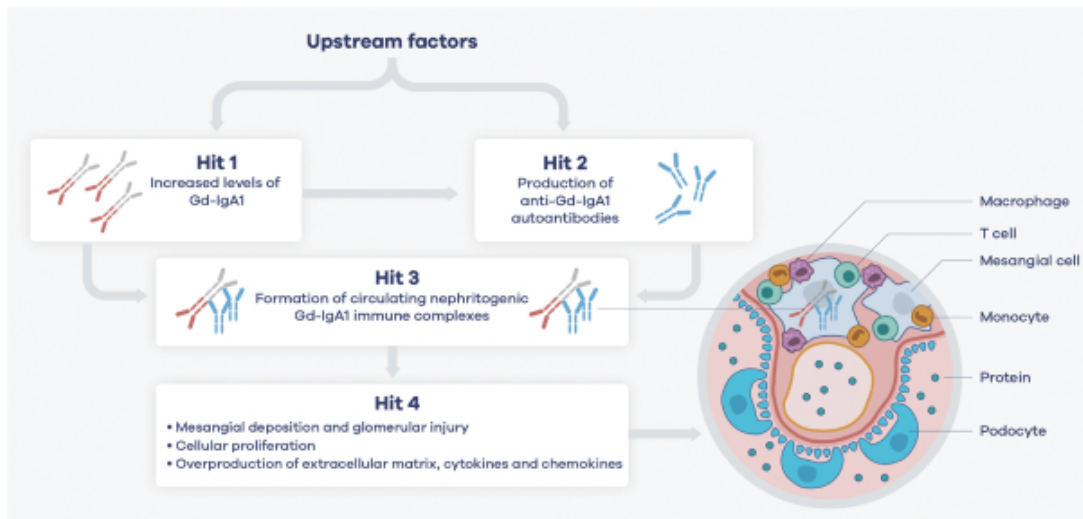 Upstream factors
Hit 1
Increased levels of
Gd-IgA1
Hit 2
Production of
anti-Gd-IgA1
autoantibodies
Hit 3
Formation of circulating nephritogenic
Gd-IgA1 immune complexes
Hit 4
• Mesangial deposition and glomerular injury
• Cellular proliferation
• Overproduction of extracellular matrix, cytokines and chemokines
Macrophage
T cell
Mesangial cell
Monocyte
Protein
Podocyte